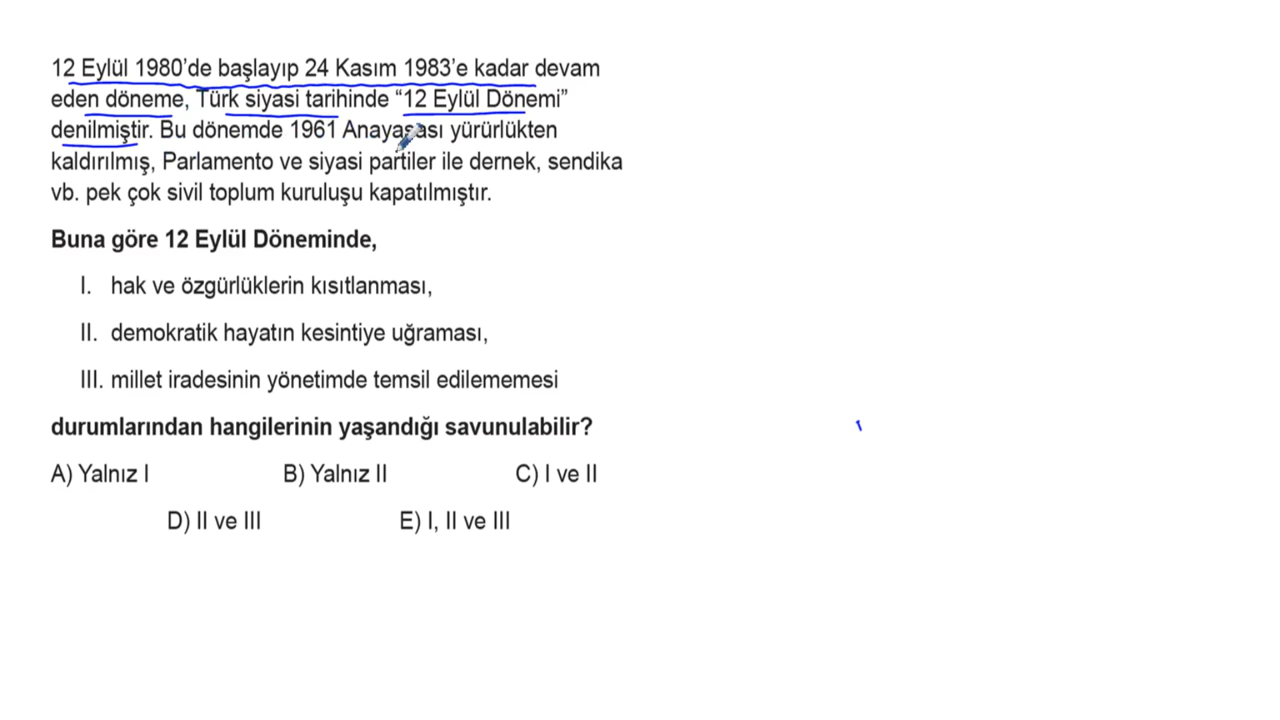 12 Eylül 1980’de başlayıp 24 Kasım 1983’e kadar devam
eden döneme, Türk siyasi tarihinde “12 Eylül Dönemi”
denilmiştir. Bu dönemde 1961 Anayasası yürürlükten
kaldırılmış, Parlamento ve siyasi partiler ile dernek, sendika
vb. pek çok sivil toplum kuruluşu kapatılmıştır.
Buna göre 12 Eylül Döneminde,
I. hak ve özgürlüklerin kısıtlanması,
II. demokratik hayatın kesintiye uğraması,
III. millet iradesinin yönetimde temsil edilememesi
durumlarından hangilerinin yaşandığı savunulabilir?
A) Yalnız I B) Yalnız II C) I ve II
D) II ve III E) I, II ve III